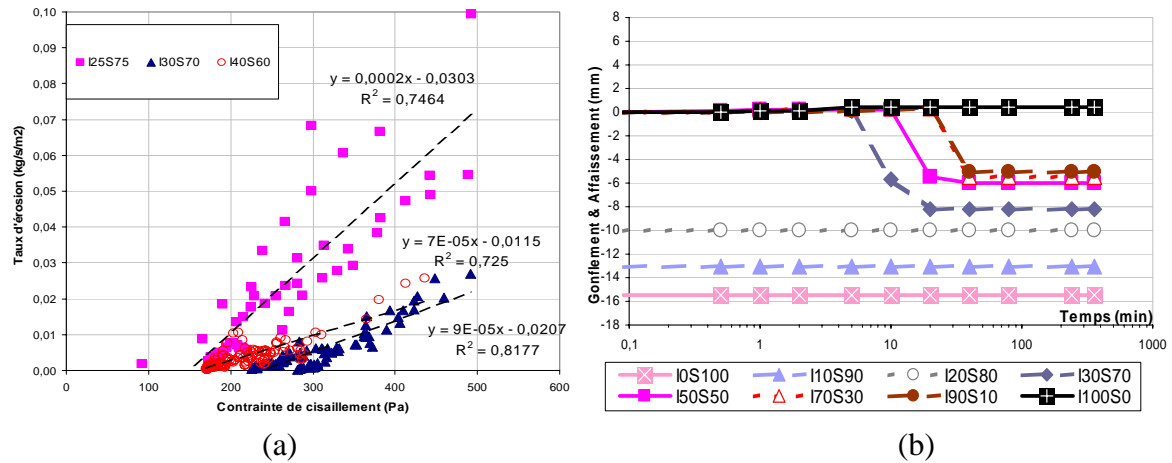 Taux d'érosion (kg/s/m2)
0,10
0,09
0,08
0,07
0,06
0,05
0,04
0,03
0,02
0,01
0,00
I25S75 I30S70 I40S60
y = 0,0002x - 0,0303
R² = 0,7464
y = 7E-05x - 0,0115
R² = 0,725
y = 9E-05x - 0,0207
R² = 0,8177
0 100 200 300 400 500 600
Contrainte de cisaillement (Pa)
(a)
Gonflement & Affaissement (mm)
8
6
4
2
0
-2
-4
-6
-8
-10
-12
-14
-16
-18
Temps (min)
0,1 1 10 100 1000
I0S100 I10S90 I20S80 I30S70
I50S50 I70S30 I90S10 I100S0
(b)